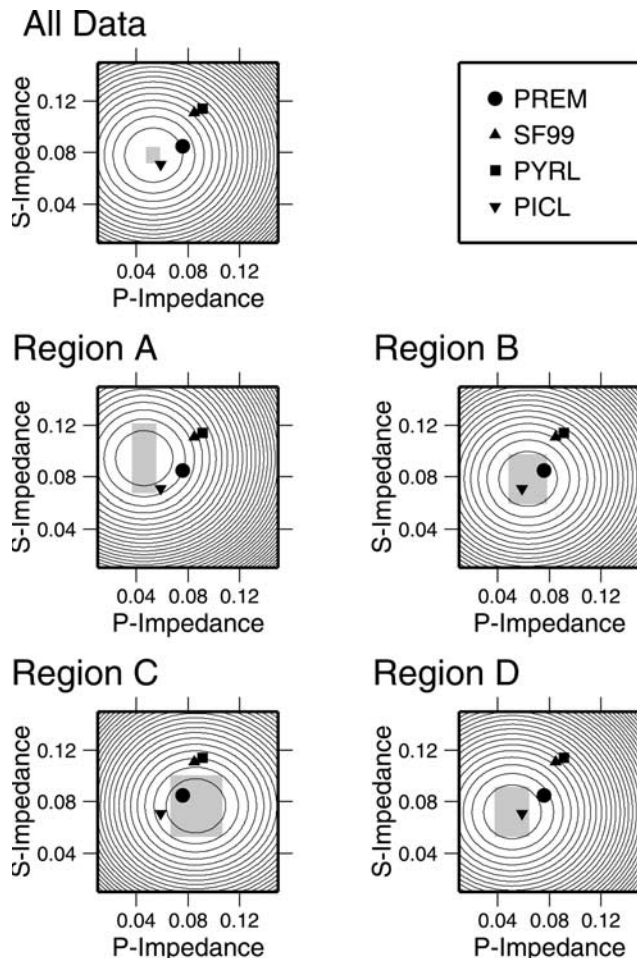 All Data
S-Impedance
0.12
0.08
0.04
0.04 0.08 0.12
P-Impedance
PREM
SF99
PYRL
PICL
Region A
S-Impedance
0.12
0.08
0.04
0.04 0.08 0.12
P-Impedance
Region B
S-Impedance
0.12
0.08
0.04
0.04 0.08 0.12
P-Impedance
Region C
S-Impedance
0.12
0.08
0.04
0.04 0.08 0.12
P-Impedance
Region D
S-Impedance
0.12
0.08
0.04
0.04 0.08 0.12
P-Impedance